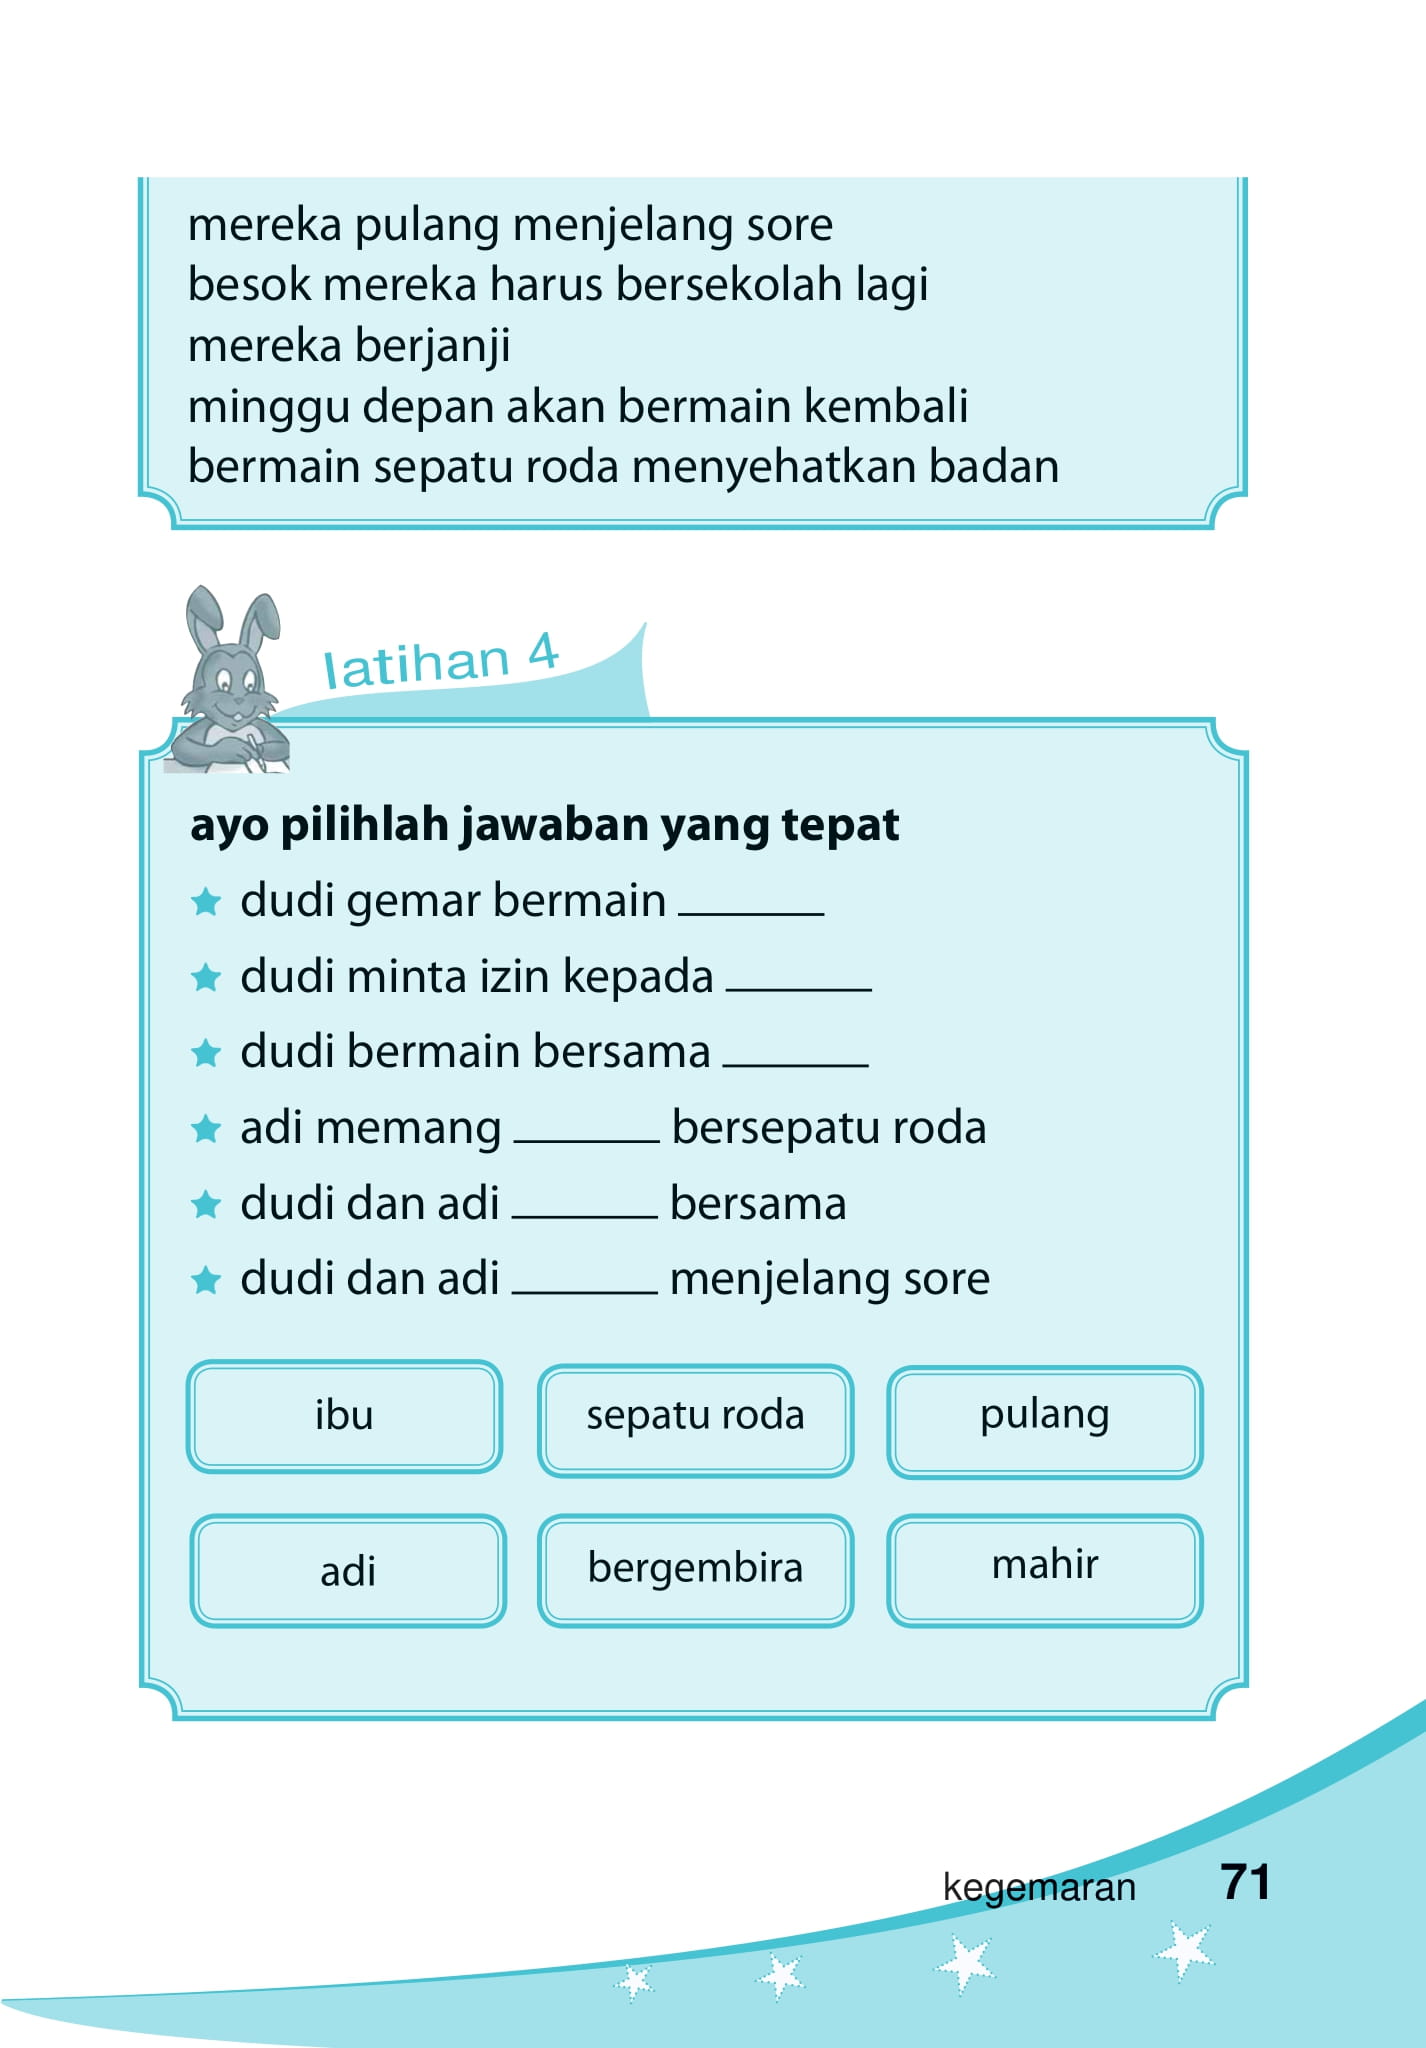 mereka pulang menjelang sore
besok mereka harus bersekolah lagi
mereka berjanji
minggu depan akan bermain kembali
bermain sepatu roda menyehatkan badan
latihan 4
ayo pilihlah jawaban yang tepat
dudi gemar bermain ______
dudi minta izin kepada ______
dudi bermain bersama ______
adi memang ______ bersepatu roda
dudi dan adi ______ bersama
dudi dan adi ______ menjelang sore
ibu
sepatu roda
pulang
adi
bergembira
mahir
kegemaran 71